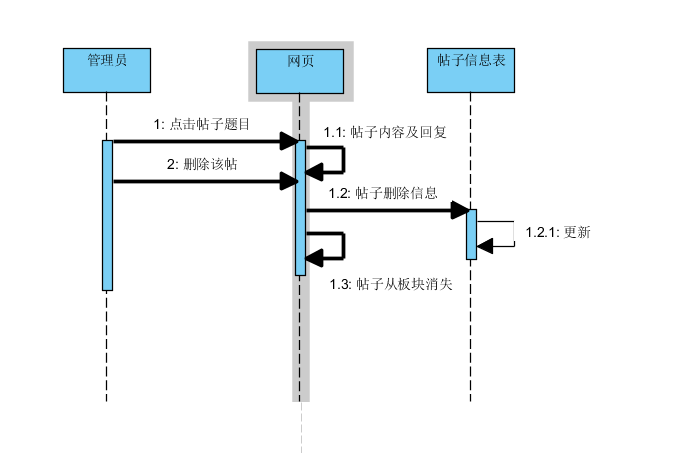 管理员
网页
帖子信息表
1: 点击帖子题目
1.1: 帖子内容及回复
2: 删除该帖
1.2: 帖子删除信息
1.2.1: 更新
1.3: 帖子从板块消失